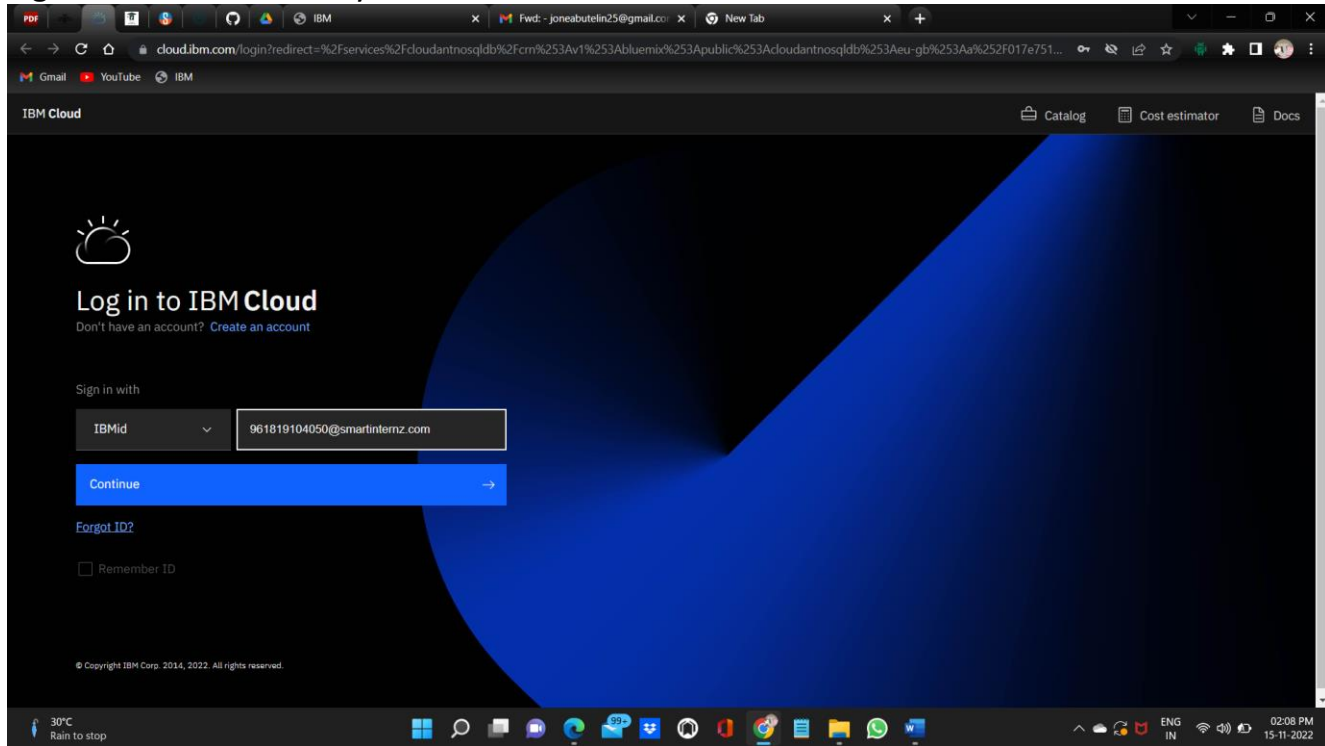 PDF
IBM
Fwd: - joneabutelin25@gmail.cor
New Tab
cloud.ibm.com/login?redirect=%2Fservices%2Fcloudantnosqldb%2Fcrn%253Av1%253Abluemix%253Apublic%253Acloudantnosqldb%253Aeu-gb%253Aa%252F017e751...
Gmail YouTube IBM
IBM Cloud Catalog Cost estimator Docs
Log in to IBM Cloud
Don't have an account? Create an account
Sign in with
IBMid 961819104050@smartinternz.com
Continue
Forgot ID?
Remember ID
© Copyright IBM Corp. 2014, 2022. All rights reserved.
30°C
Rain to stop
99+
ENG
IN
02:08 PM
15-11-2022